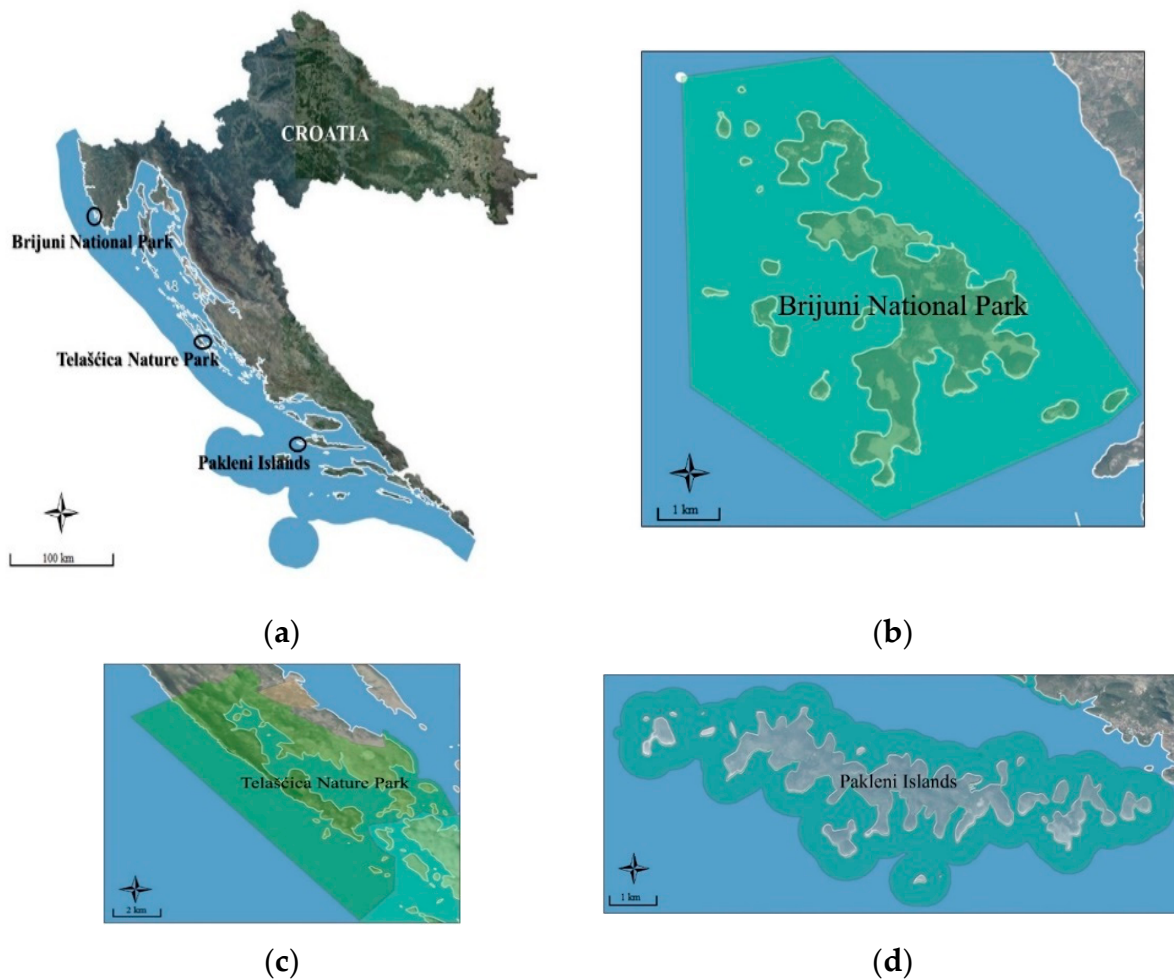 CROATIA
Brijuni National Park
Telašćica Nature Park
Pakleni Islands
100 km
(a)
Brijuni National Park
1 km
(b)
Telašćica Nature Park
2 km
(c)
Pakleni Islands
1 km
(d)